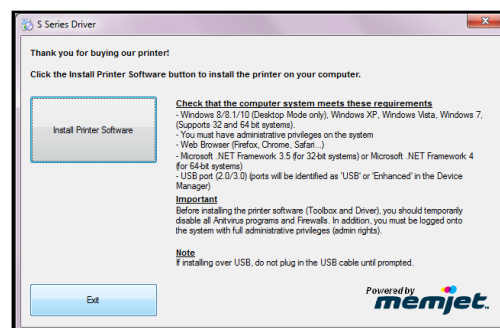 S Series Driver
Thank you for buying our printer!
Click the Install Printer Software button to install the printer on your computer.
Install Printer Software
Check that the computer system meets these requirements
- Windows 8/8.1/10 (Desktop Mode only), Windows XP, Windows Vista, Windows 7,
(Supports 32 and 64 bit systems).
- You must have administrative privileges on the system
- Web Browser (Firefox, Chrome, Safari...)
- Microsoft .NET Framework 3.5 (for 32-bit systems) or Microsoft .NET Framework 4
(for 64-bit systems)
- USB port (2.0/3.0) (ports will be identified as 'USB' or 'Enhanced' in the Device
Manager)
Important
Before installing the printer software (Toolbox and Driver), you should temporarily
disable all Anitvirus programs and Firewalls. In addition, you must be logged onto
the system with full administrative privileges (admin rights).
Note
If installing over USB, do not plug in the USB cable until prompted.
Exit
Powered by
memjet